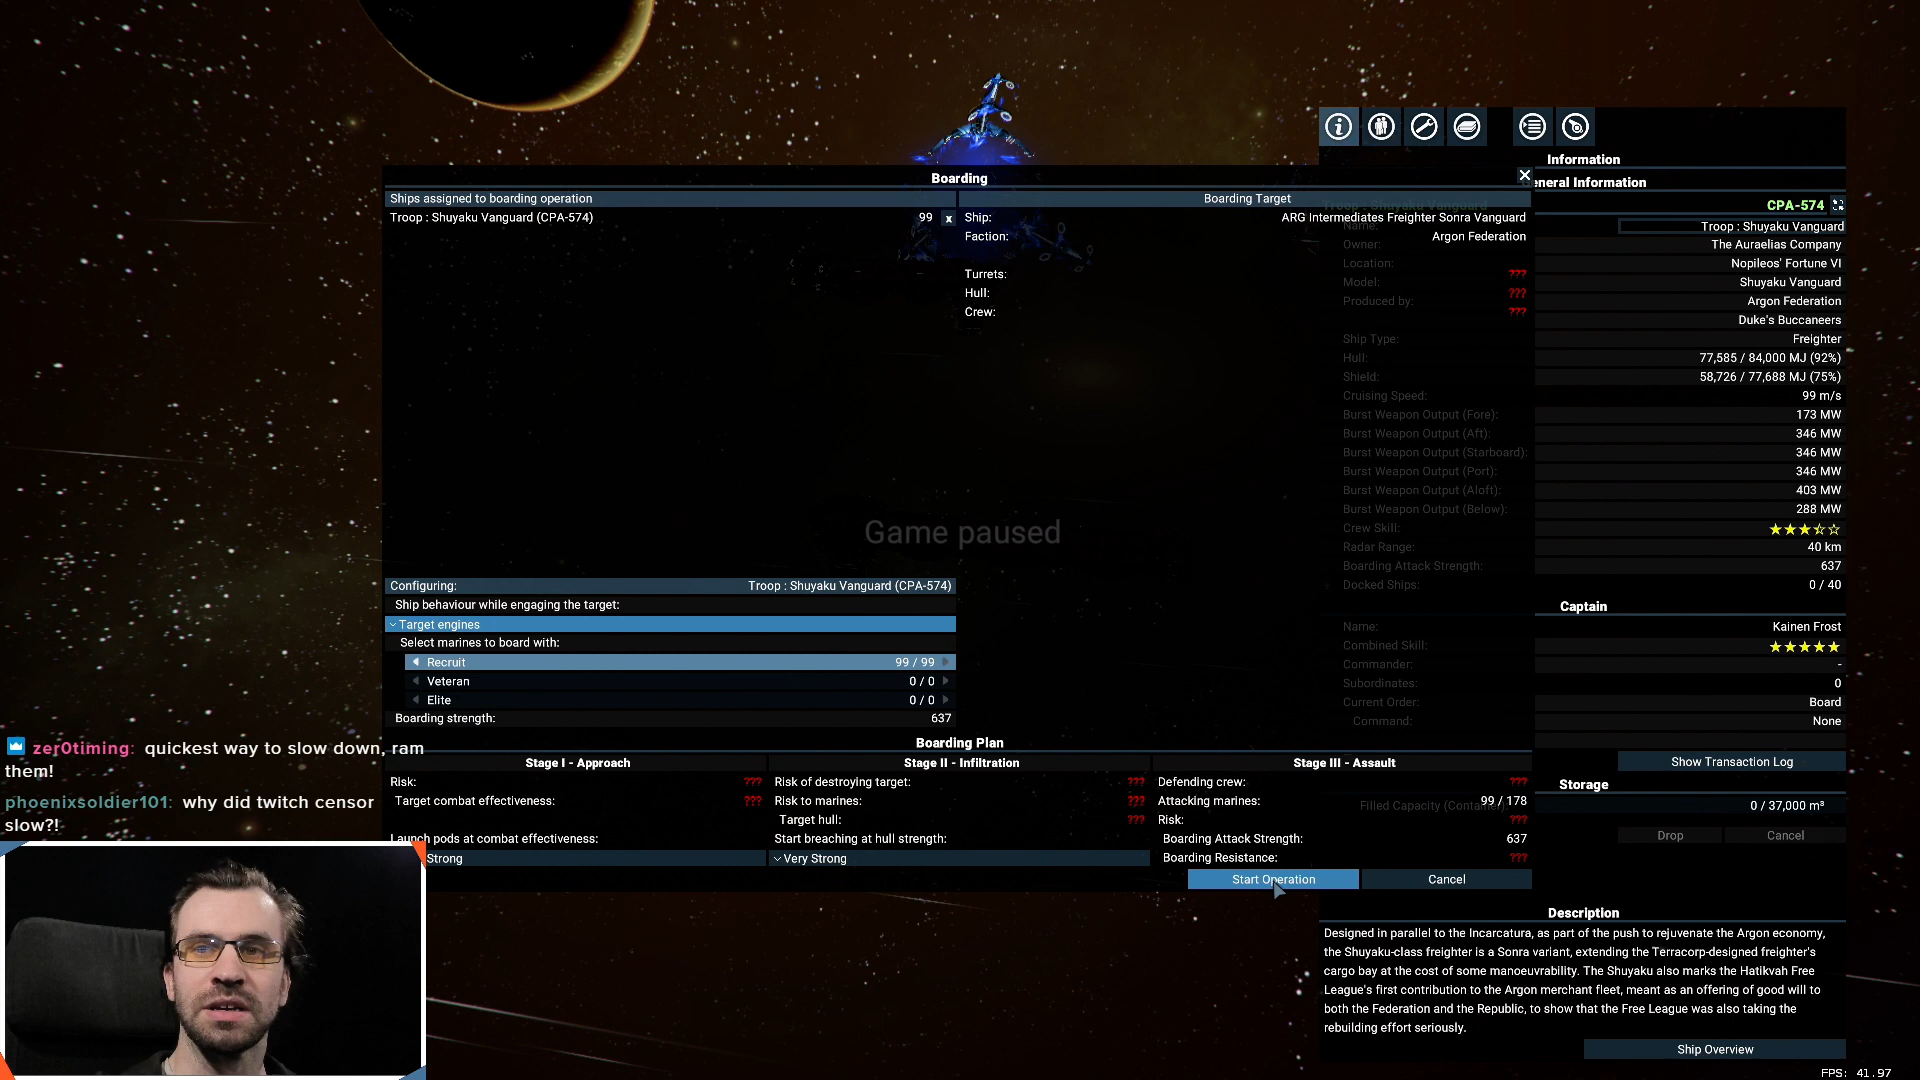 Boarding
Ships assigned to boarding operation
Troop : Shuyaku Vanguard (CPA-574) 99 x
Boarding Target
Ship: ARG Intermediates Freighter Sonra Vanguard
Faction: Argon Federation
Turrets: ???
Hull: ???
Crew: ???
Game paused
Configuring: Troop : Shuyaku Vanguard (CPA-574)
Ship behaviour while engaging the target:
Target engines
Select marines to board with:
Recruit 99 / 99
Veteran 0 / 0
Elite 0 / 0
Boarding strength: 637
Boarding Plan
Stage I - Approach
Risk: ???
Target combat effectiveness: ???
Launch pods at combat effectiveness:
Strong
Stage II - Infiltration
Risk of destroying target: ???
Risk to marines: ???
Target hull: ???
Start breaching at hull strength:
Very Strong
Stage III - Assault
Defending crew: ???
Attacking marines: 99 / 178
Risk: ???
Boarding Attack Strength: 637
Boarding Resistance: ???
Start Operation Cancel
Information
eneral Information
CPA-574
Name: Troop : Shuyaku Vanguard
Owner: The Auraelias Company
Location: Nopileos' Fortune VI
Model: Shuyaku Vanguard
Produced by: Argon Federation
Duke's Buccaneers
Ship Type: Freighter
Hull: 77,585 / 84,000 MJ (92%)
Shield: 58,726 / 77,688 MJ (75%)
Cruising Speed: 99 m/s
Burst Weapon Output (Fore): 173 MW
Burst Weapon Output (Aft): 346 MW
Burst Weapon Output (Starboard): 346 MW
Burst Weapon Output (Port): 346 MW
Burst Weapon Output (Aloft): 403 MW
Burst Weapon Output (Below): 288 MW
Crew Skill:
Radar Range: 40 km
Boarding Attack Strength: 637
Docked Ships: 0 / 40
Captain
Name: Kainen Frost
Combined Skill:
Commander: -
Subordinates: 0
Current Order: Board
Command: None
Show Transaction Log
Storage
Filled Capacity (Container): 0 / 37,000 m³
Drop Cancel
Description
Designed in parallel to the Incarcatura, as part of the push to rejuvenate the Argon economy,
the Shuyaku-class freighter is a Sonra variant, extending the Terracorp-designed freighter's
cargo bay at the cost of some manoeuvrability. The Shuyaku also marks the Hatikvah Free
League's first contribution to the Argon merchant fleet, meant as an offering of good will to
both the Federation and the Republic, to show that the Free League was also taking the
rebuilding effort seriously.
Ship Overview
FPS: 41.97
zer0timing: quickest way to slow down, ram
them!
phoenixsoldier101: why did twitch censor
slow?!